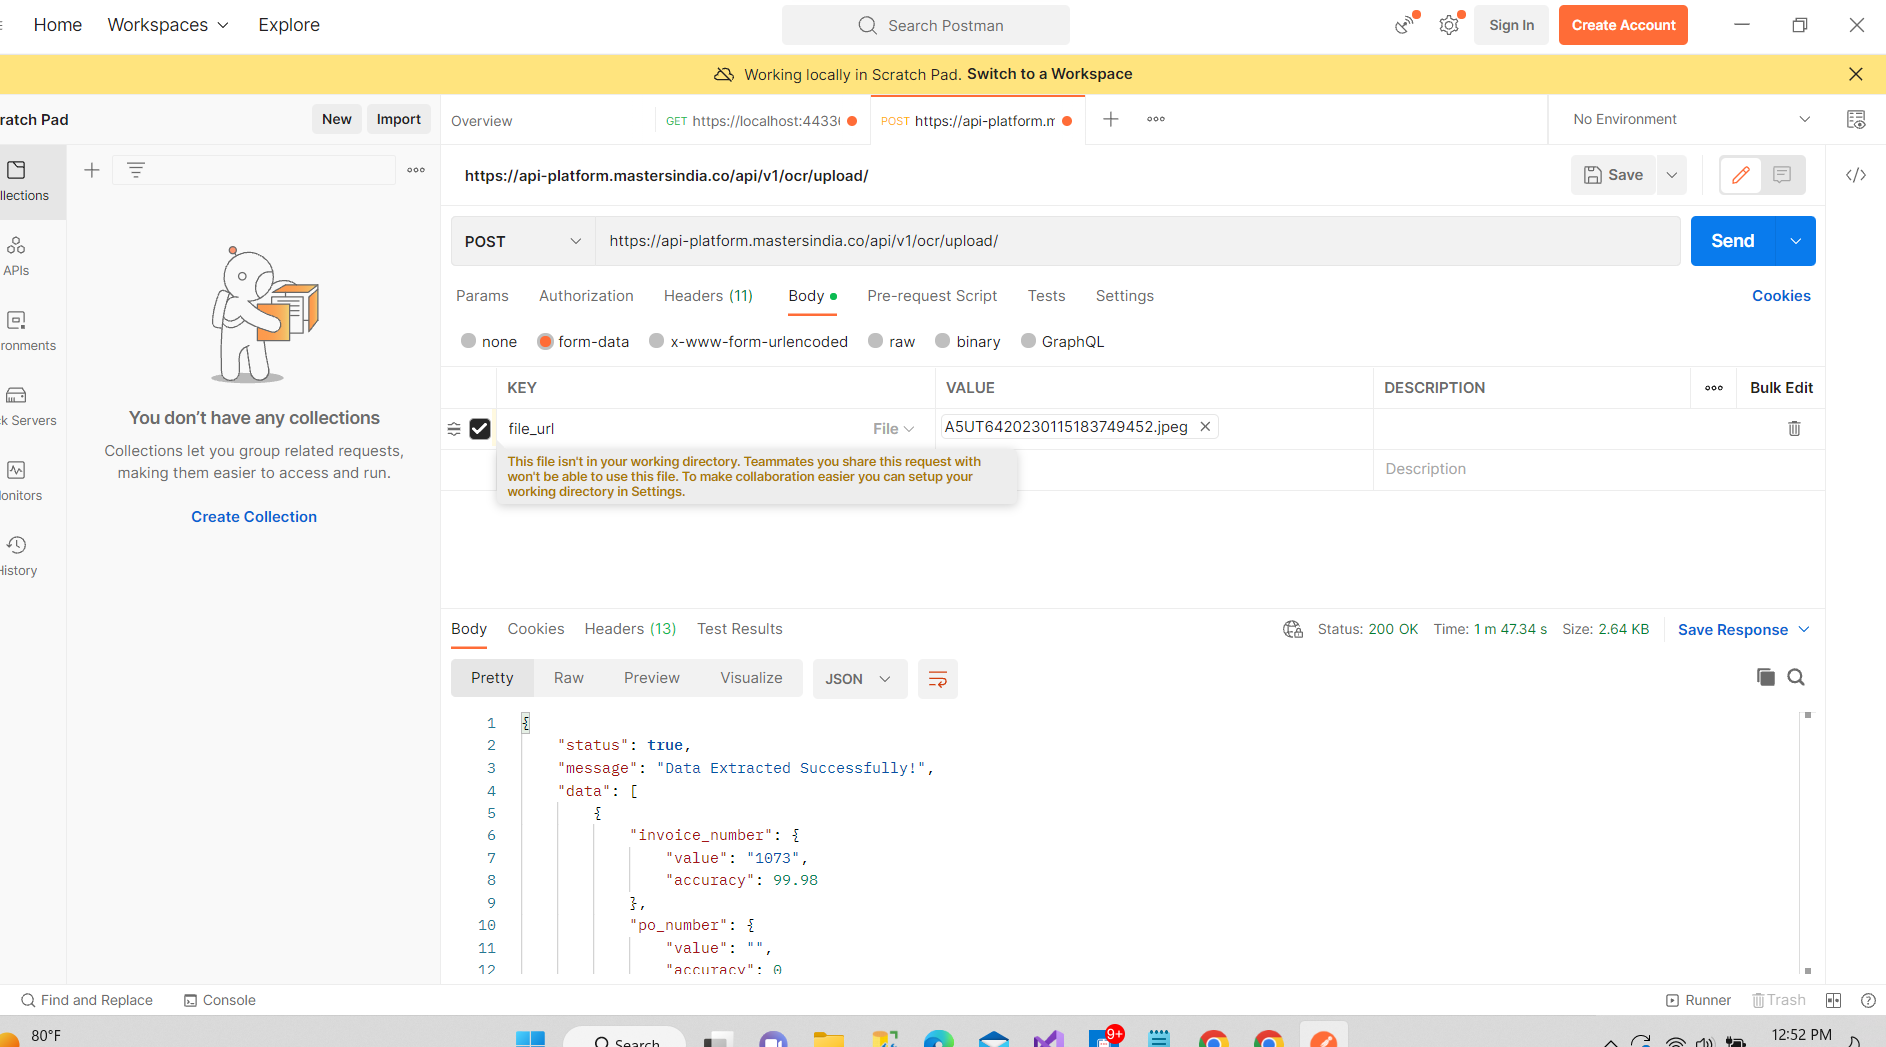 Home Workspaces Explore Search Postman Sign In Create Account
Working locally in Scratch Pad. Switch to a Workspace
ratch Pad New Import Overview GET https://localhost:4433 POST https://api-platform.m No Environment
https://api-platform.mastersindia.co/api/v1/ocr/upload/ Save
llections
POST https://api-platform.mastersindia.co/api/v1/ocr/upload/ Send
APIs
Params Authorization Headers (11) Body Pre-request Script Tests Settings Cookies
ronments
none form-data x-www-form-urlencoded raw binary GraphQL
KEY VALUE DESCRIPTION Bulk Edit
k Servers
You don't have any collections
file_url File A5UT6420230115183749452.jpeg
Collections let you group related requests,
making them easier to access and run.
This file isn't in your working directory. Teammates you share this request with
won't be able to use this file. To make collaboration easier you can setup your
working directory in Settings.
Description
onitors
Create Collection
History
Body Cookies Headers (13) Test Results Status: 200 OK Time: 1 m 47.34 s Size: 2.64 KB Save Response
Pretty Raw Preview Visualize JSON
1 {
2 "status": true,
3 "message": "Data Extracted Successfully!",
4 "data": [
5 {
6 "invoice_number": {
7 "value": "1073",
8 "accuracy": 99.98
9 },
10 "po_number": {
11 "value": "",
12 "accuracy": 0
Find and Replace Console Runner Trash
80°F Search 9+ 12:52 PM